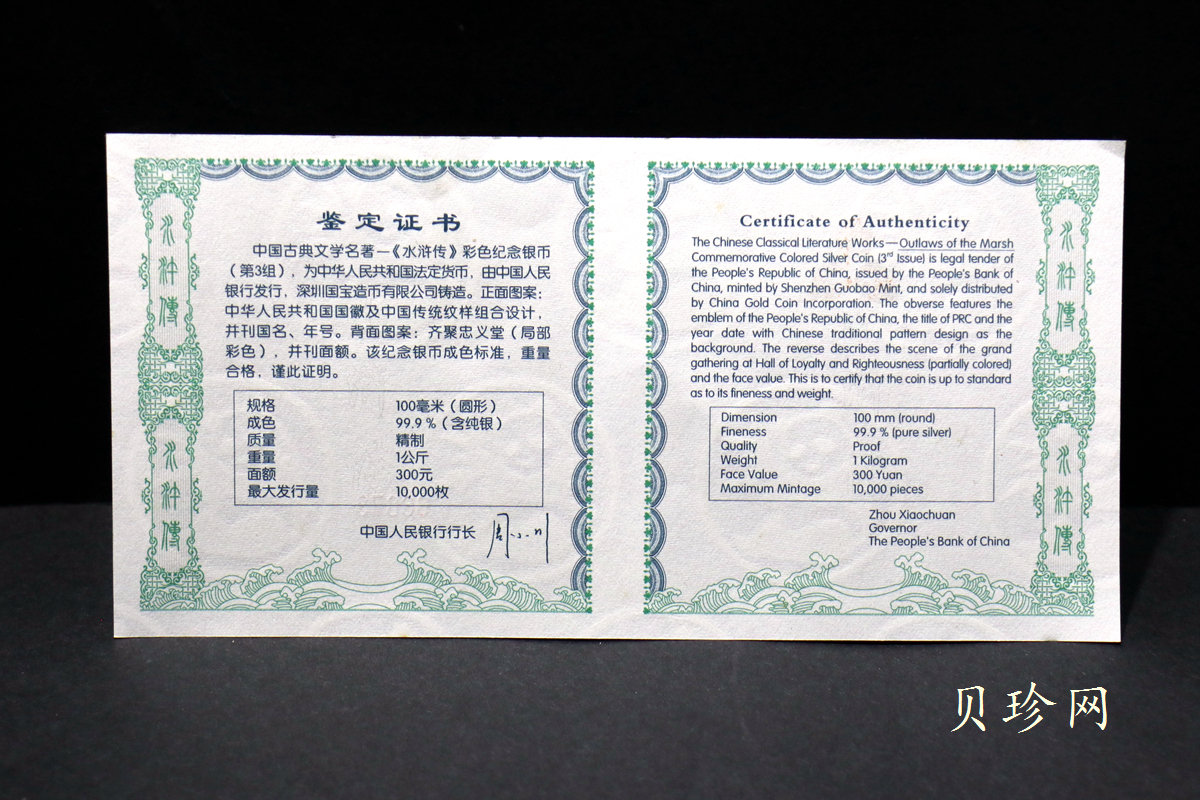 鉴定证书
中国古典文学名著—《水浒传》彩色纪念银币
（第3组），为中华人民共和国法定货币，由中国人民
银行发行，深圳国宝造币有限公司铸造。正面图案：
中华人民共和国国徽及中国传统纹样组合设计，
并刊国名、年号。背面图案：齐聚忠义堂（局部
彩色），并刊面额。该纪念银币成色标准，重量
合格，谨此证明。
规格 100毫米（圆形）
成色 99.9％（含纯银）
质量 精制
重量 1公斤
面额 300元
最大发行量 10,000枚
中国人民银行行长 周小川
水浒傳
水浒傳
Certificate of Authenticity
The Chinese Classical Literature Works—Outlaws of the Marsh
Commemorative Colored Silver Coin (3rd Issue) is legal tender of
the People's Republic of China, issued by the People's Bank of
China, minted by Shenzhen Guobao Mint, and solely distributed
by China Gold Coin Incorporation. The obverse features the
emblem of the People's Republic of China, the title of PRC and the
year date with Chinese traditional pattern design as the
background. The reverse describes the scene of the grand
gathering at Hall of Loyalty and Righteousness (partially colored)
and the face value. This is to certify that the coin is up to standard
as to its fineness and weight.
Dimension 100 mm (round)
Fineness 99.9 % (pure silver)
Quality Proof
Weight 1 Kilogram
Face Value 300 Yuan
Maximum Mintage 10,000 pieces
Zhou Xiaochuan
Governor
The People's Bank of China
水浒傳
水浒傳
贝珍网